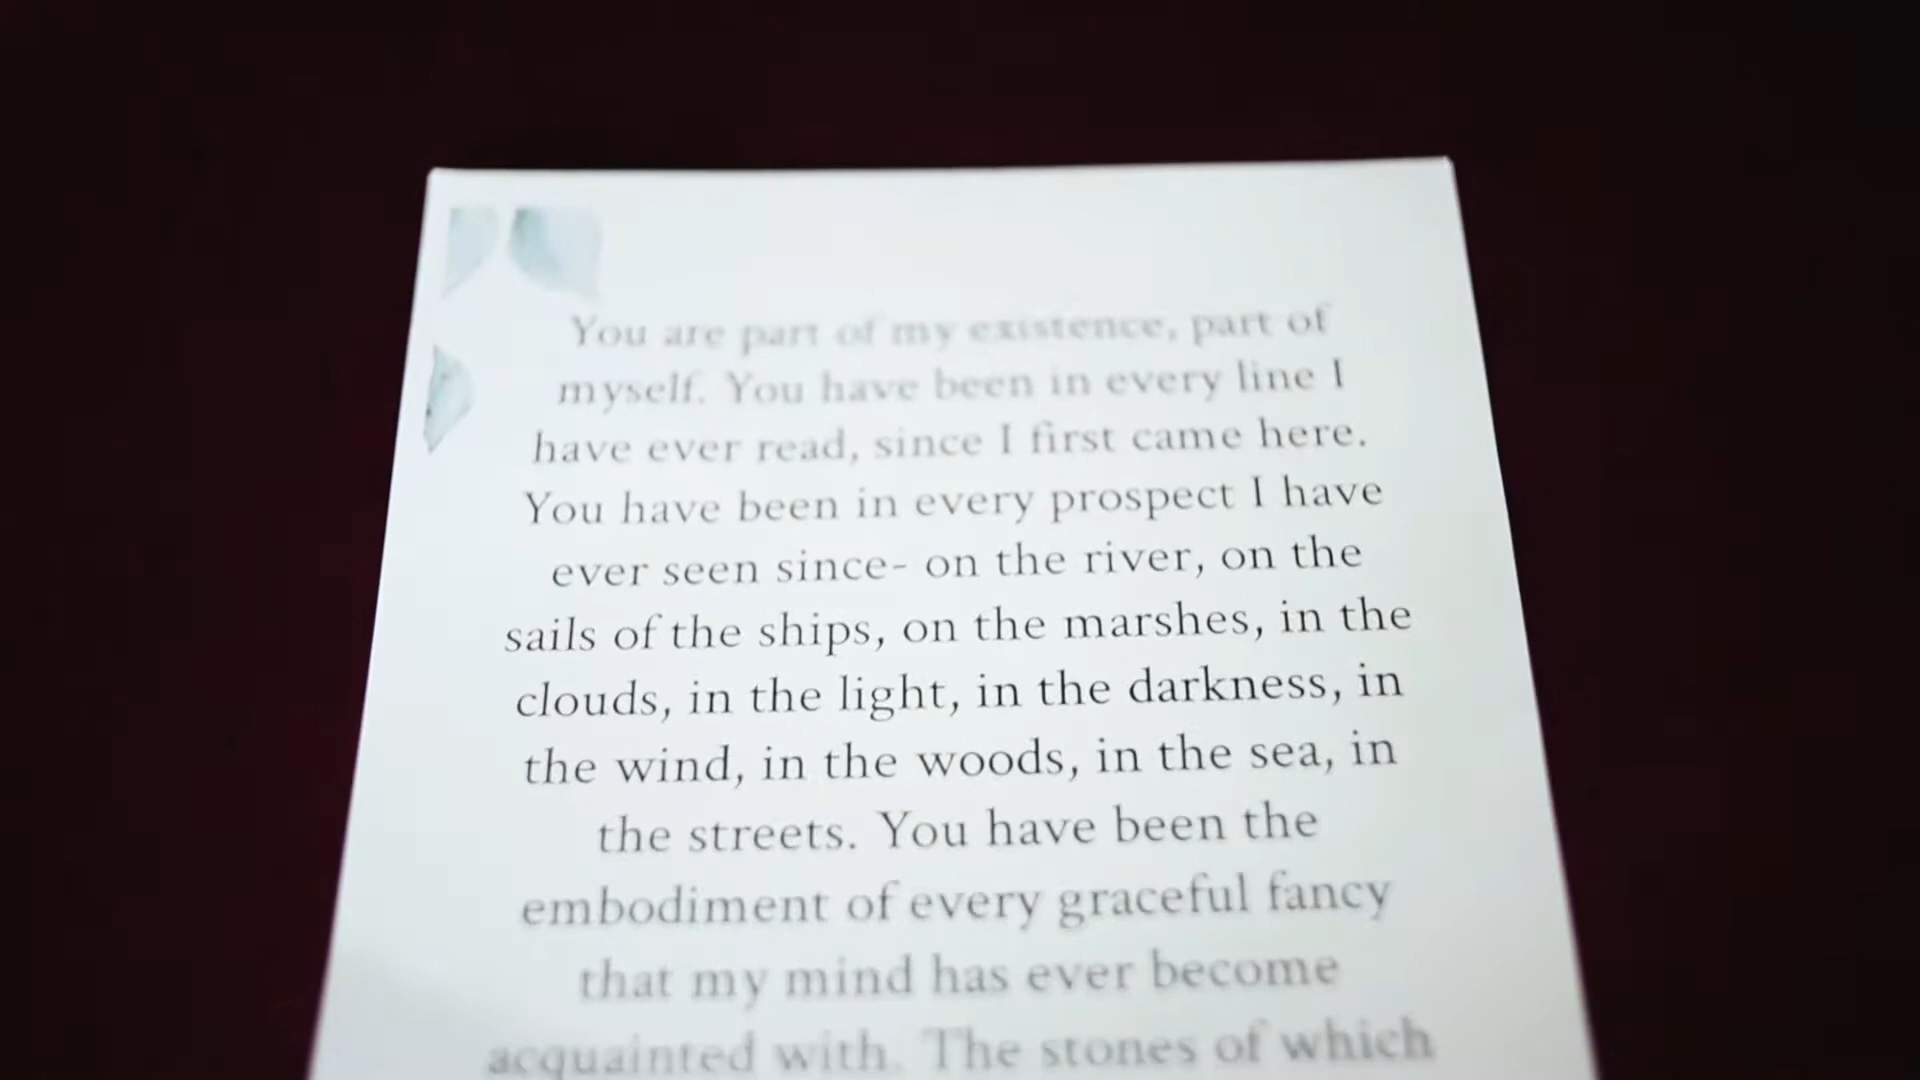 You are part of my existence, part of
myself. You have been in every line I
have ever read, since I first came here.
You have been in every prospect I have
ever seen since- on the river, on the
sails of the ships, on the marshes, in the
clouds, in the light, in the darkness, in
the wind, in the woods, in the sea, in
the streets. You have been the
embodiment of every graceful fancy
that my mind has ever become
acquainted with. The stones of which